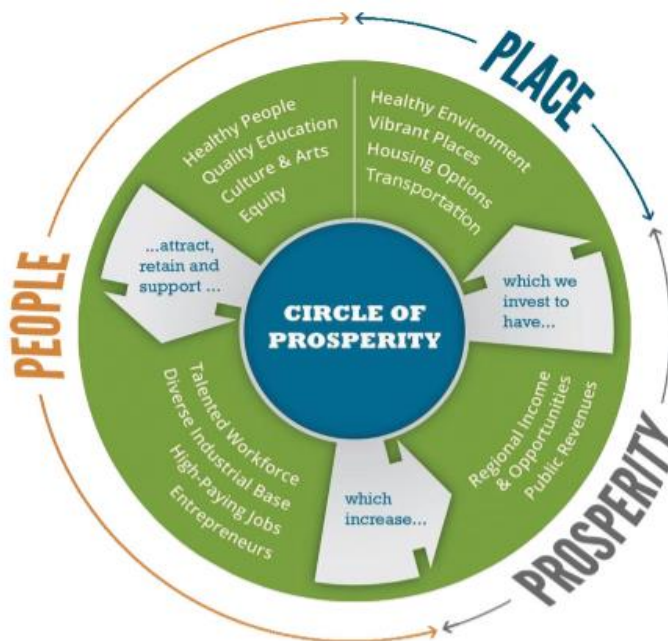 PEOPLE
PLACE
PROSPERITY
Healthy People
Quality Education
Culture & Arts
Equity
Healthy Environment
Vibrant Places
Housing Options
Transportation
...attract,
retain and
support ...
CIRCLE OF
PROSPERITY
which we
invest to
have...
Talented Workforce
Diverse Industrial Base
High-Paying Jobs
Entrepreneurs
which
increase...
Regional Income
& Opportunities
Public Revenues